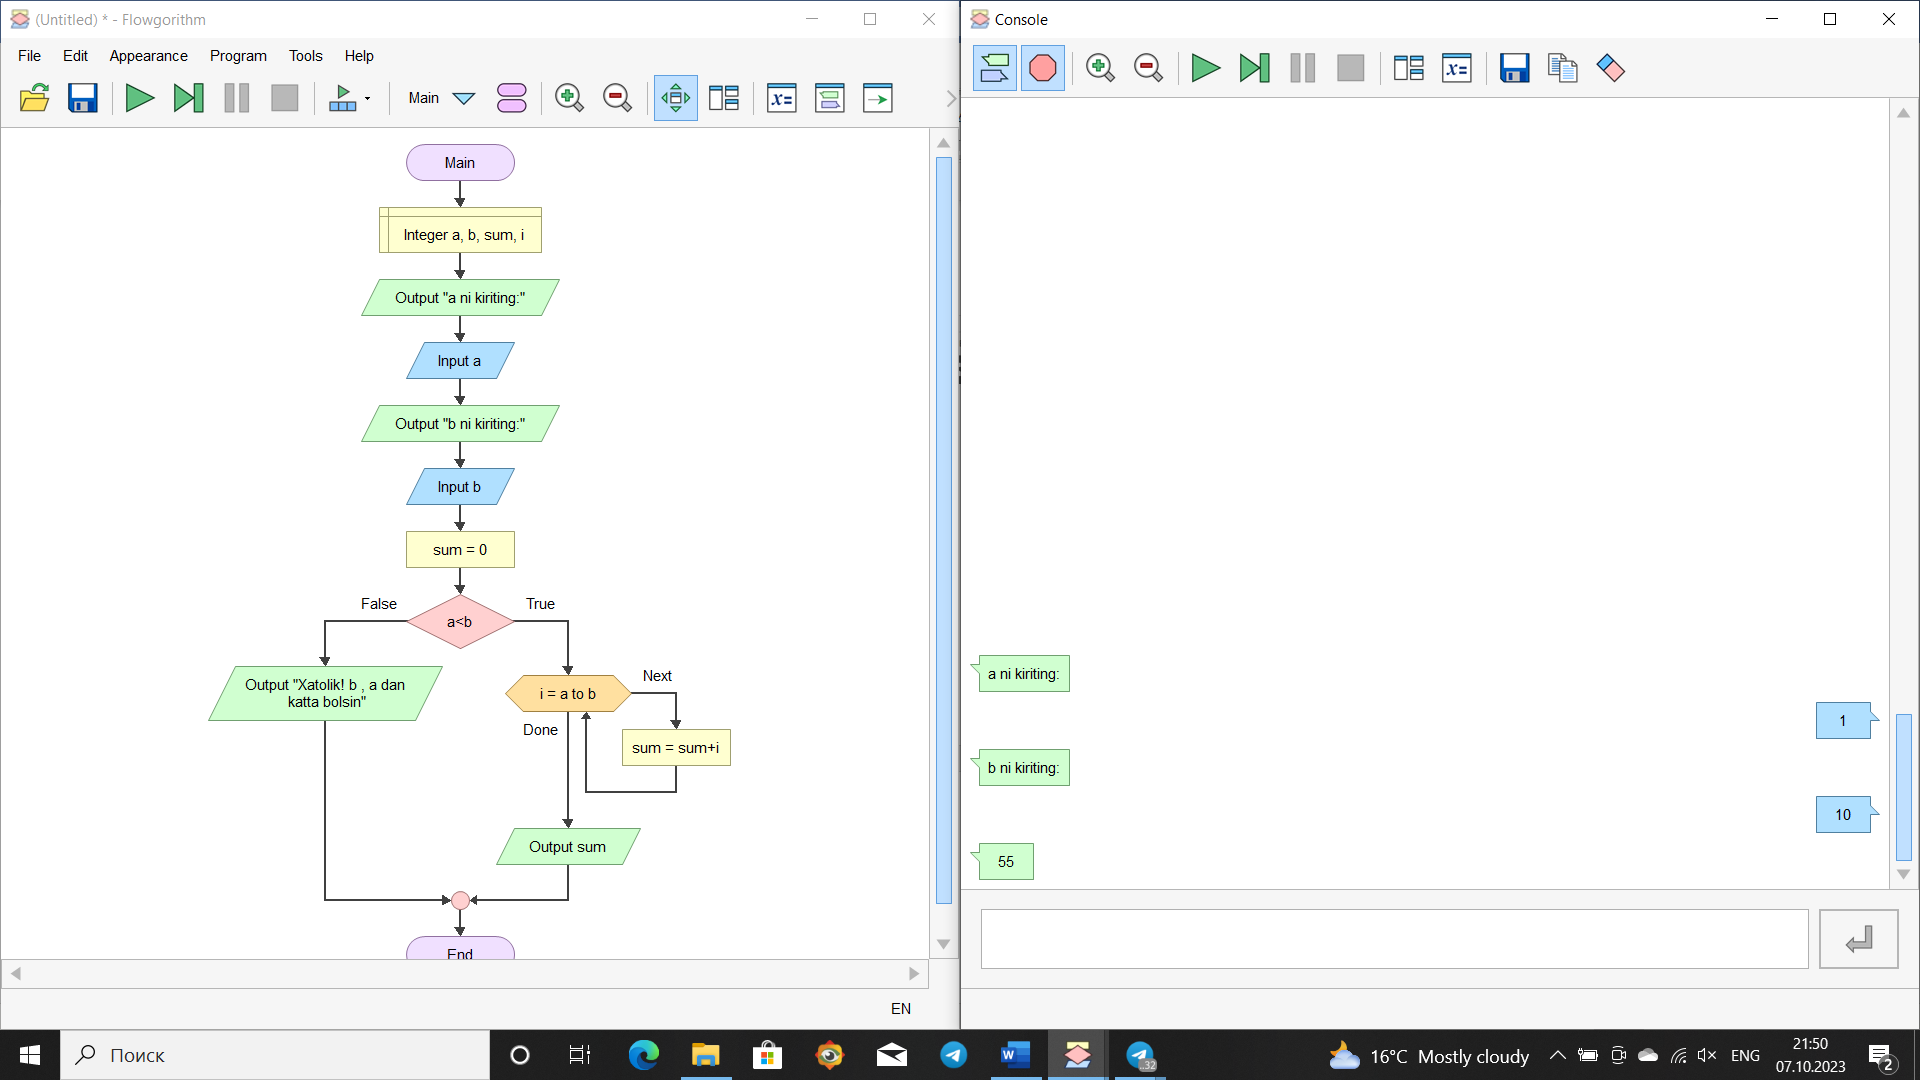 (Untitled) * - Flowgorithm
File Edit Appearance Program Tools Help
Main
Main
Integer a, b, sum, i
Output "a ni kiriting:"
Input a
Output "b ni kiriting:"
Input b
sum = 0
False
True
a<b
Output "Xatolik! b , a dan
katta bolsin"
i = a to b
Next
Done
sum = sum+i
Output sum
End
EN
Console
x=
x=
a ni kiriting:
1
b ni kiriting:
10
55
Поиск
W
32
16°C Mostly cloudy
ENG
21:50
07.10.2023
2